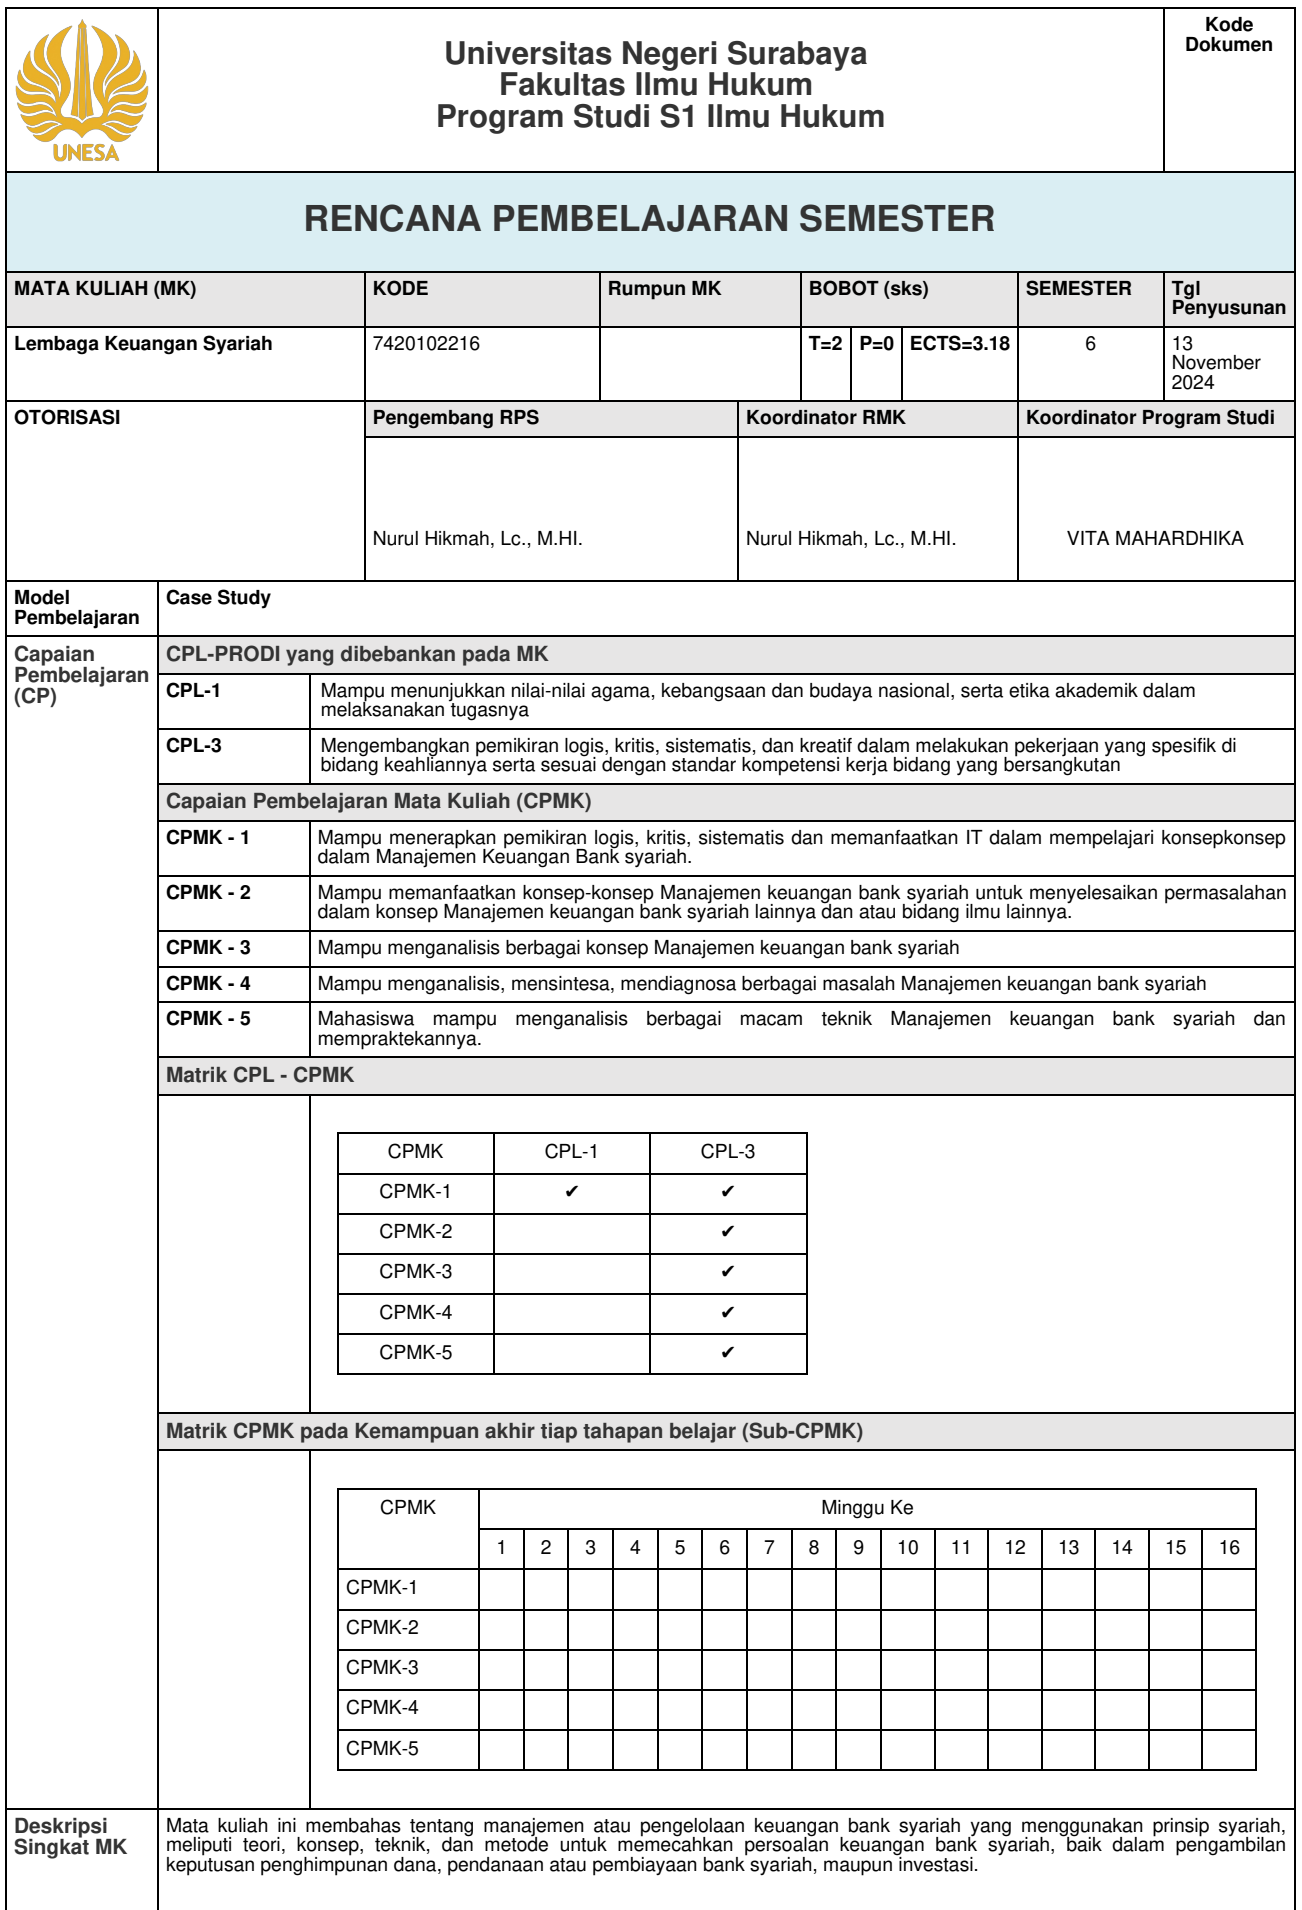 UNESA
Universitas Negeri Surabaya
Fakultas Ilmu Hukum
Program Studi S1 Ilmu Hukum
Kode
Dokumen
RENCANA PEMBELAJARAN SEMESTER
MATA KULIAH (MK) KODE Rumpun MK BOBOT (sks) SEMESTER Tgl
Penyusunan
Lembaga Keuangan Syariah 7420102216 T=2 P=0 ECTS=3.18 6 13
November
2024
OTORISASI Pengembang RPS Koordinator RMK Koordinator Program Studi
Nurul Hikmah, Lc., M.HI. Nurul Hikmah, Lc., M.HI. VITA MAHARDHIKA
Model
Pembelajaran
Case Study
Capaian
Pembelajaran
(CP)
CPL-PRODI yang dibebankan pada MK
CPL-1 Mampu menunjukkan nilai-nilai agama, kebangsaan dan budaya nasional, serta etika akademik dalam
melaksanakan tugasnya
CPL-3 Mengembangkan pemikiran logis, kritis, sistematis, dan kreatif dalam melakukan pekerjaan yang spesifik di
bidang keahliannya serta sesuai dengan standar kompetensi kerja bidang yang bersangkutan
Capaian Pembelajaran Mata Kuliah (CPMK)
CPMK - 1 Mampu menerapkan pemikiran logis, kritis, sistematis dan memanfaatkan IT dalam mempelajari konsepkonsep
dalam Manajemen Keuangan Bank syariah.
CPMK - 2 Mampu memanfaatkan konsep-konsep Manajemen keuangan bank syariah untuk menyelesaikan permasalahan
dalam konsep Manajemen keuangan bank syariah lainnya dan atau bidang ilmu lainnya.
CPMK - 3 Mampu menganalisis berbagai konsep Manajemen keuangan bank syariah
CPMK - 4 Mampu menganalisis, mensintesa, mendiagnosa berbagai masalah Manajemen keuangan bank syariah
CPMK - 5 Mahasiswa mampu menganalisis berbagai macam teknik Manajemen keuangan bank syariah dan
mempraktekannya.
Matrik CPL - CPMK
CPMK CPL-1 CPL-3
CPMK-1 ✔ ✔
CPMK-2 ✔
CPMK-3 ✔
CPMK-4 ✔
CPMK-5 ✔
Matrik CPMK pada Kemampuan akhir tiap tahapan belajar (Sub-CPMK)
CPMK Minggu Ke
1 2 3 4 5 6 7 8 9 10 11 12 13 14 15 16
CPMK-1
CPMK-2
CPMK-3
CPMK-4
CPMK-5
Deskripsi
Singkat MK
Mata kuliah ini membahas tentang manajemen atau pengelolaan keuangan bank syariah yang menggunakan prinsip syariah,
meliputi teori, konsep, teknik, dan metode untuk memecahkan persoalan keuangan bank syariah, baik dalam pengambilan
keputusan penghimpunan dana, pendanaan atau pembiayaan bank syariah, maupun investasi.